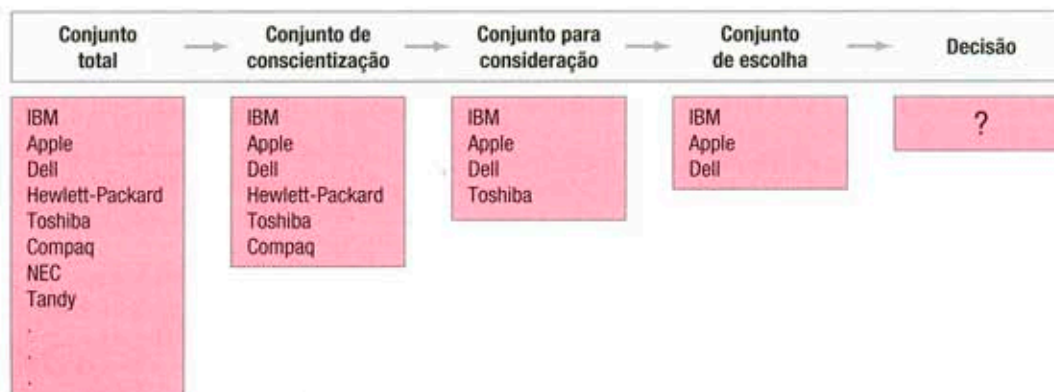 Conjunto
total
Conjunto de
conscientização
Conjunto para
consideração
Conjunto
de escolha
Decisão
IBM
Apple
Dell
Hewlett-Packard
Toshiba
Compaq
NEC
Tandy
.
.
.
IBM
Apple
Dell
Hewlett-Packard
Toshiba
Compaq
IBM
Apple
Dell
Toshiba
IBM
Apple
Dell
?